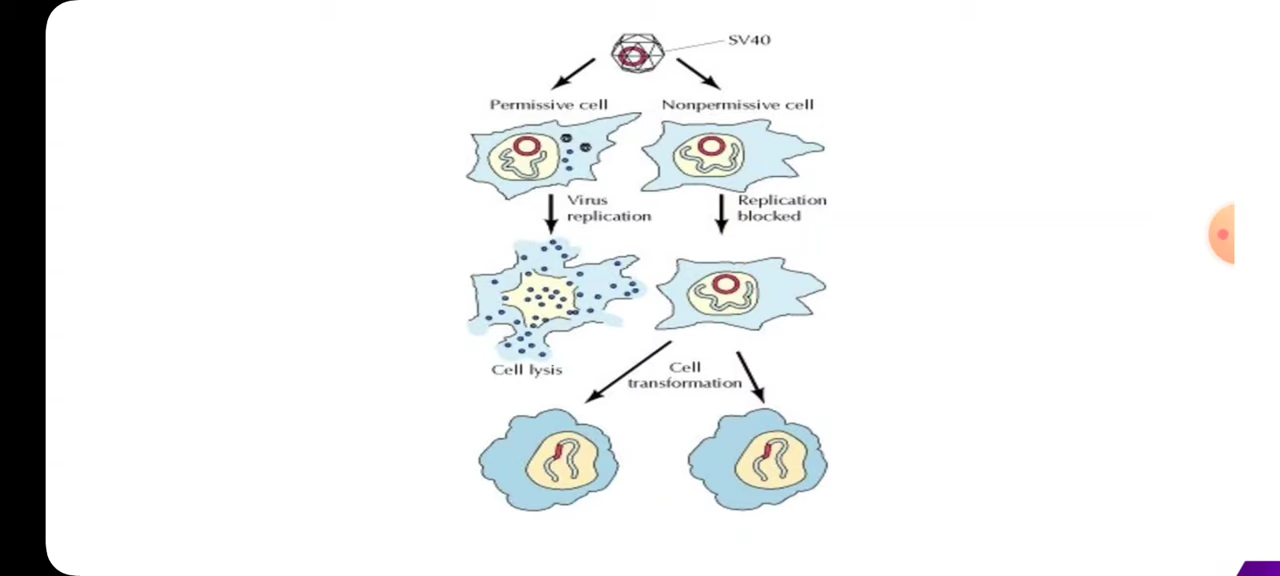 SV40
Permissive cell
Nonpermissive cell
Virus
replication
Replication
blocked
Cell lysis
Cell
transformation